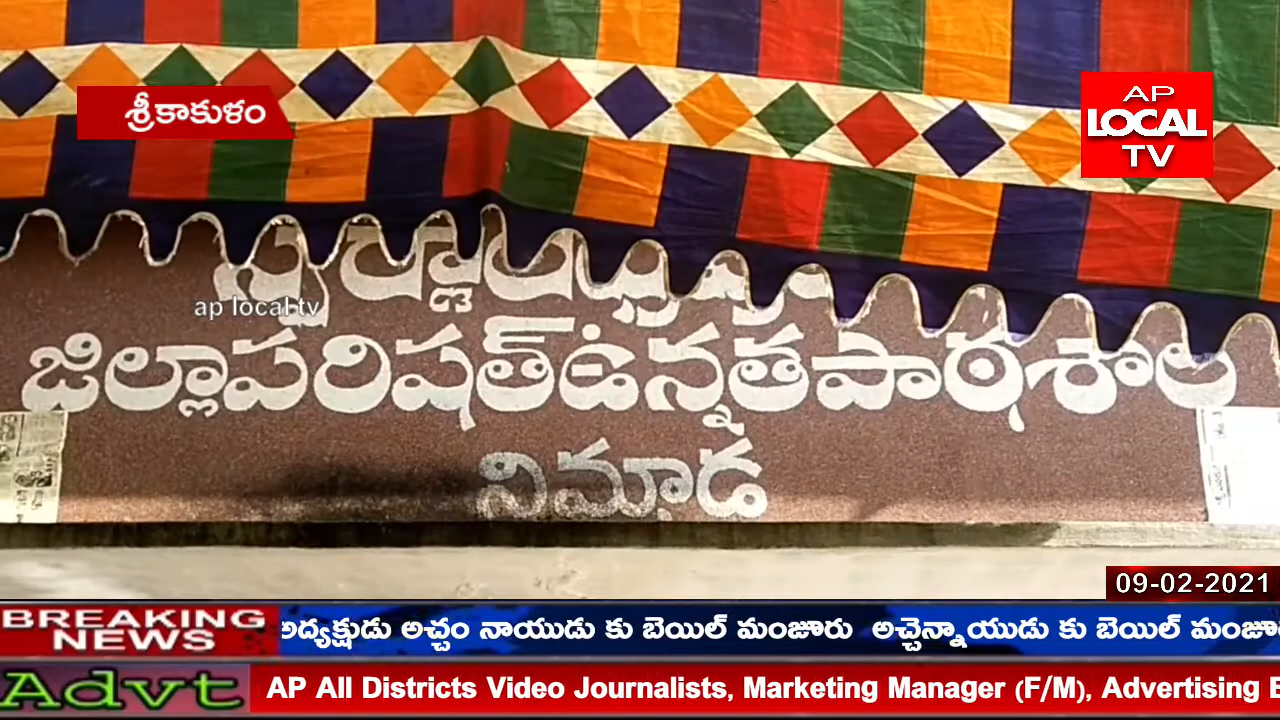 శ్రీకాకుళం
AP
LOCAL
TV
ap local tv
జిల్లాపరిషత్ఉన్నతపాఠశాల
నిమ్మాడ
09-02-2021
BREAKING
NEWS
అధ్యక్షుడు అచ్చం నాయుడు కు బెయిల్ మంజూరు అచ్చెన్నాయుడు కు బెయిల్
Advt
AP All Districts Video Journalists, Marketing Manager (F/M), Advertising